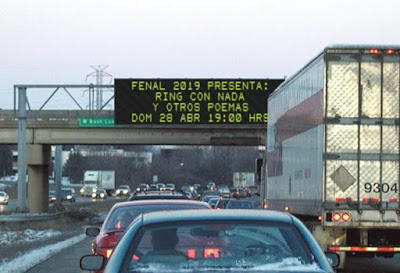 FENAL 2019 PRESENTA:
RING CON NADA
Y OTROS POEMAS
DOM 28 ABR 19:00 HRS
9304